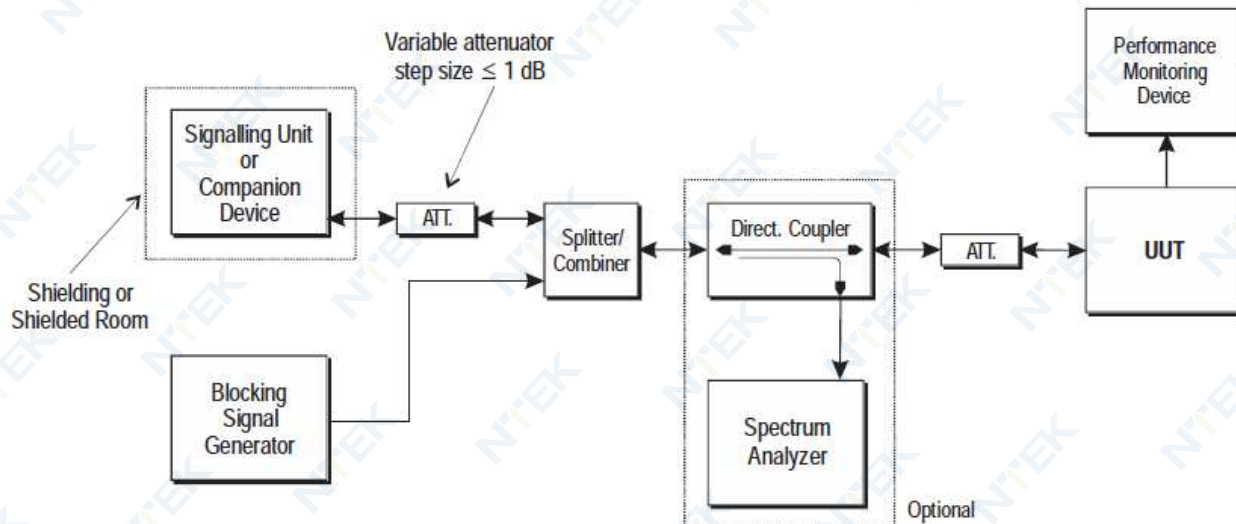 Variable attenuator
step size ≤ 1 dB
Performance
Monitoring
Device
Signalling Unit
or
Companion
Device
ATT.
Splitter/
Combiner
Direct. Coupler
ATT.
UUT
Shielding or
Shielded Room
Blocking
Signal
Generator
Spectrum
Analyzer
Optional
NTEK